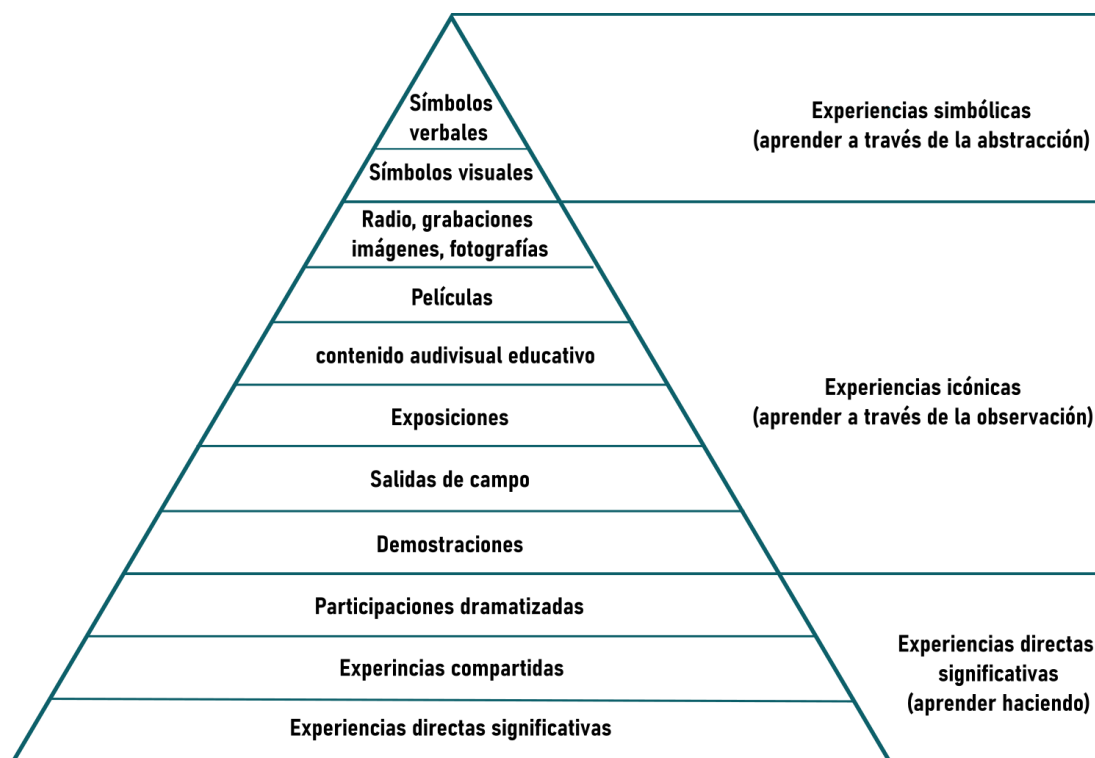 Símbolos
verbales
Símbolos visuales
Radio, grabaciones
imágenes, fotografías
Películas
contenido audivisual educativo
Exposiciones
Salidas de campo
Demostraciones
Participaciones dramatizadas
Experincias compartidas
Experiencias directas significativas
Experiencias simbólicas
(aprender a través de la abstracción)
Experiencias icónicas
(aprender a través de la observación)
Experiencias directas
significativas
(aprender haciendo)